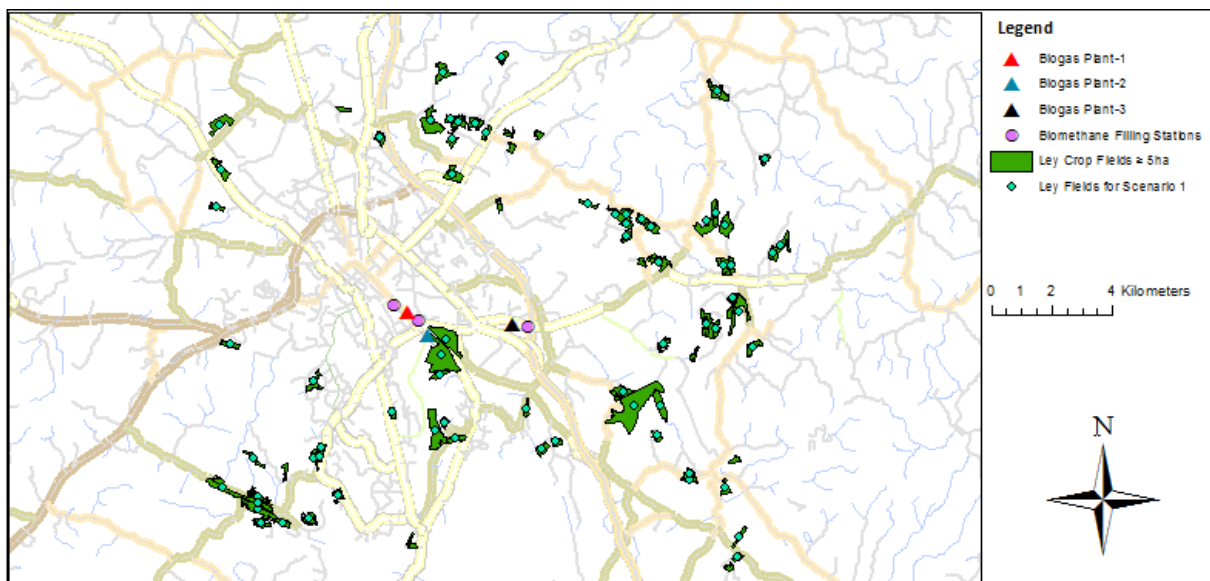 Legend
Biogas Plant-1
Biogas Plant-2
Biogas Plant-3
Biomethane Filling Stations
Ley Crop Fields ≥ 5ha
Ley Fields for Scenario 1
0 1 2 4 Kilometers
N